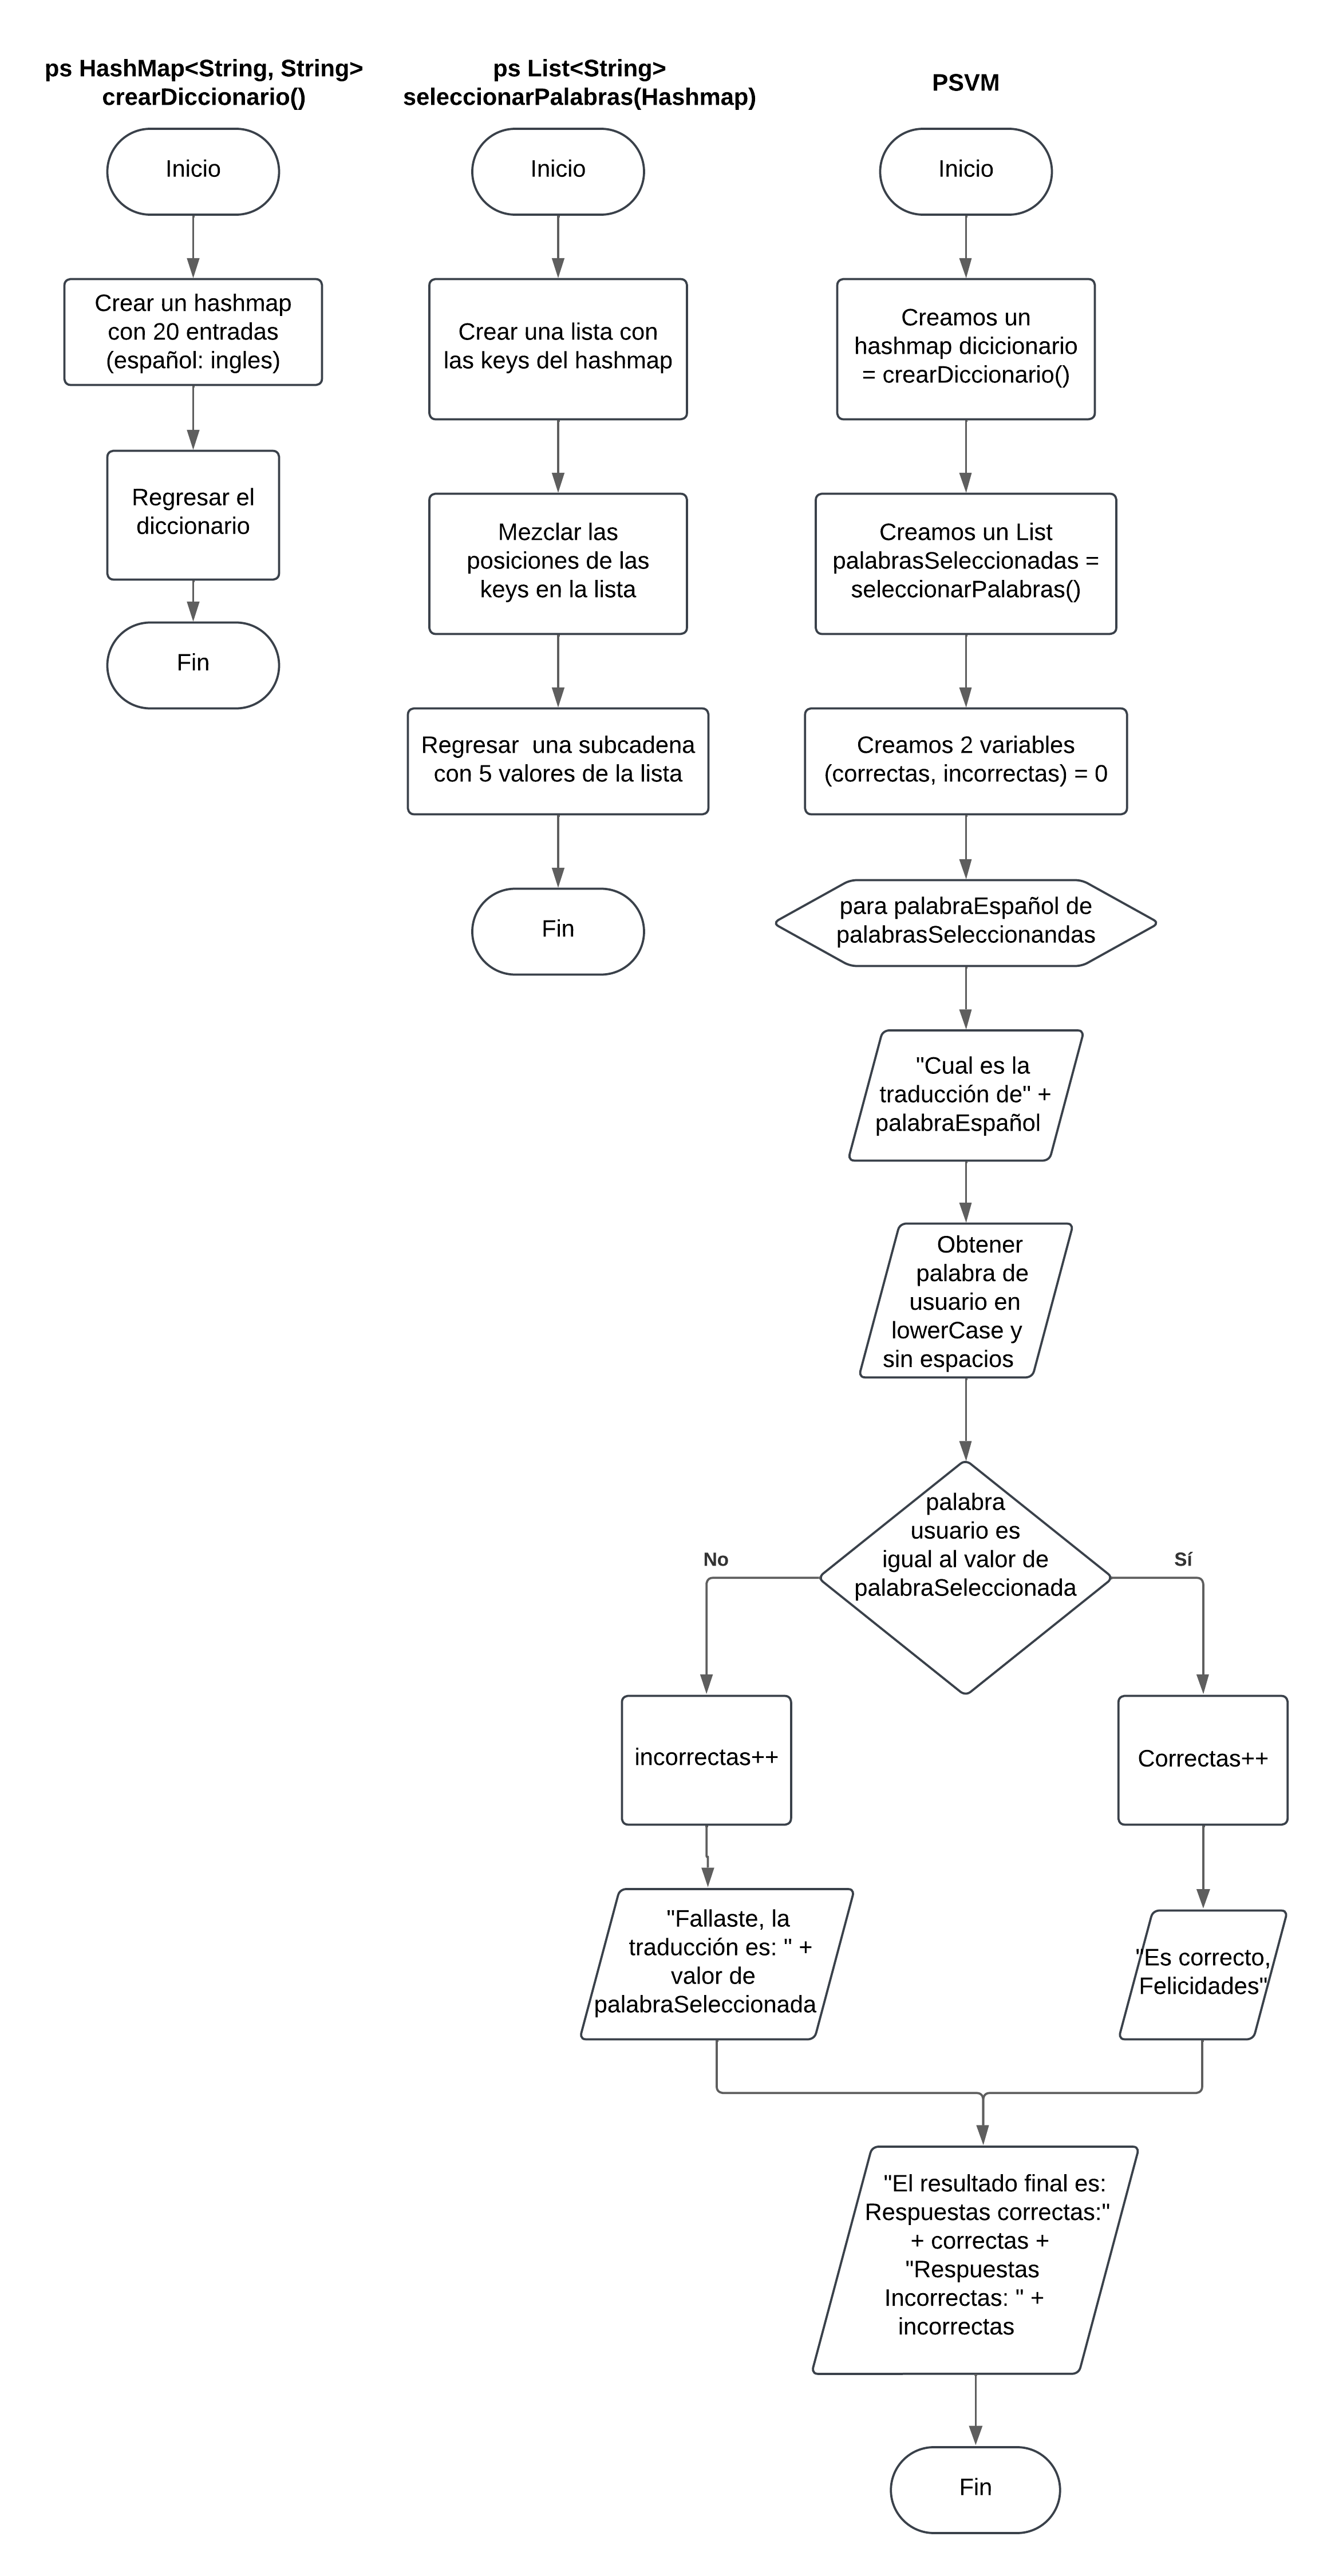 ps HashMap<String, String>
crearDiccionario()
Inicio
Crear un hashmap
con 20 entradas
(español: ingles)
Regresar el
diccionario
Fin
ps List<String>
seleccionarPalabras(Hashmap)
Inicio
Crear una lista con
las keys del hashmap
Mezclar las
posiciones de las
keys en la lista
Regresar  una subcadena
con 5 valores de la lista
Fin
PSVM
Inicio
Creamos un
hashmap dicicionario
= crearDiccionario()
Creamos un List
palabrasSeleccionadas =
seleccionarPalabras()
Creamos 2 variables
(correctas, incorrectas) = 0
para palabraEspañol de
palabrasSeleccionandas
"Cual es la
traducción de" +
palabraEspañol
Obtener
palabra de
usuario en
lowerCase y
sin espacios
palabra
usuario es
igual al valor de
palabraSeleccionada
No
Sí
incorrectas++
Correctas++
"Fallaste, la
traducción es: " +
valor de
palabraSeleccionada
"Es correcto,
Felicidades"
"El resultado final es:
Respuestas correctas:"
+ correctas +
"Respuestas
Incorrectas: " +
incorrectas
Fin